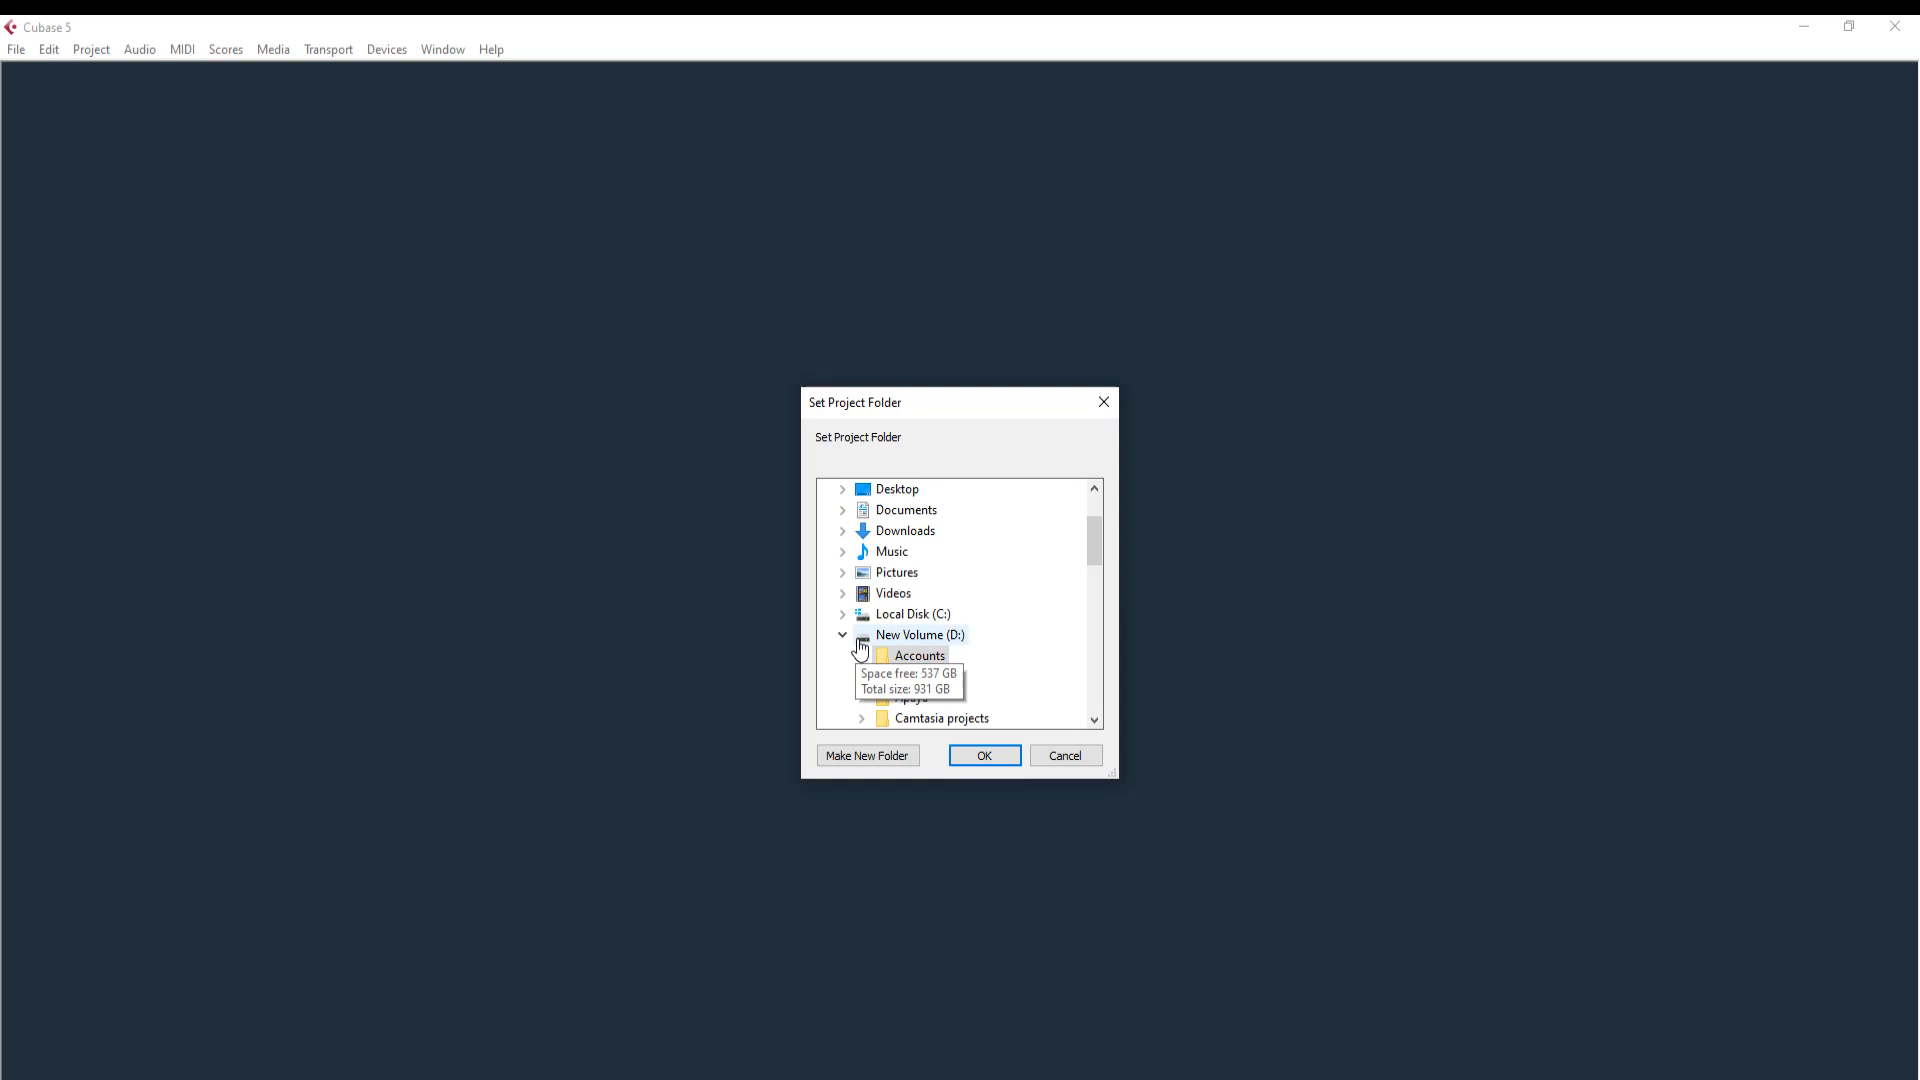 Cubase 5
File Edit Project Audio MIDI Scores Media Transport Devices Window Help
Set Project Folder
Set Project Folder
Desktop
Documents
Downloads
Music
Pictures
Videos
Local Disk (C:)
New Volume (D:)
Accounts
Space free: 537 GB
Total size: 931 GB
Camtasia projects
Make New Folder OK Cancel